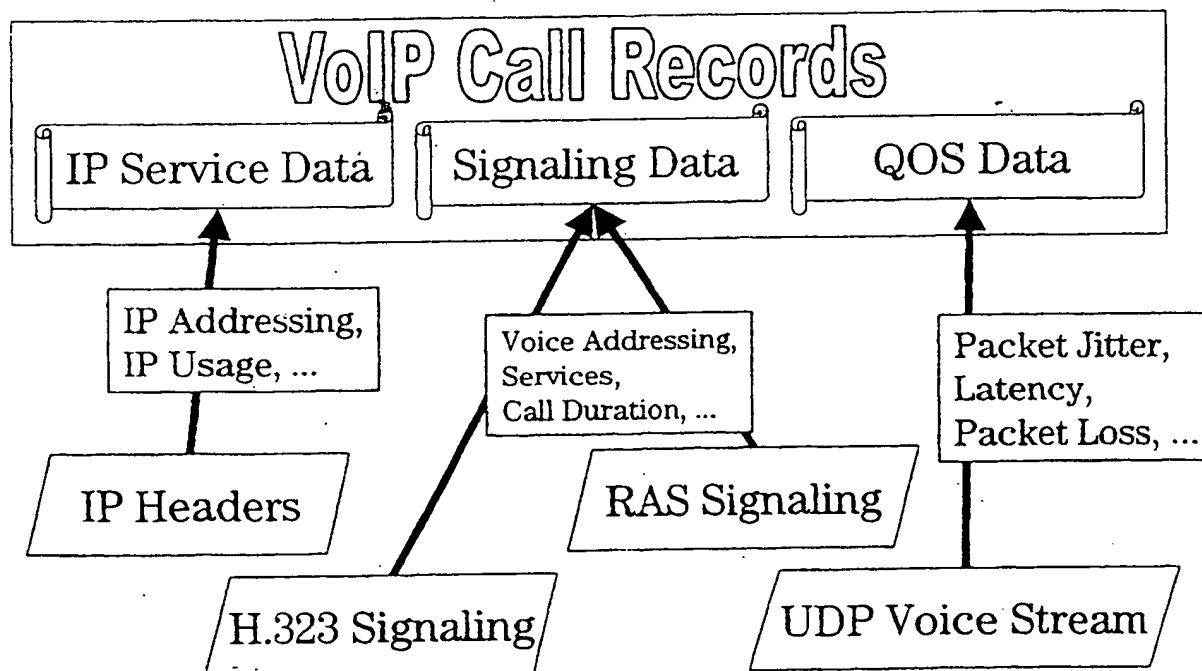 VoIP Call Records
IP Service Data
Signaling Data
QOS Data
IP Addressing,
IP Usage, ...
Voice Addressing,
Services,
Call Duration, ...
Packet Jitter,
Latency,
Packet Loss, ...
IP Headers
RAS Signaling
H.323 Signaling
UDP Voice Stream